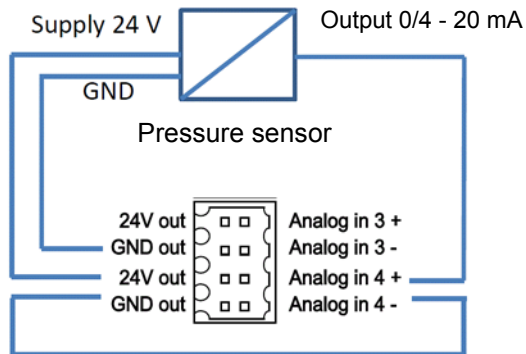 Supply 24 V
Output 0/4 - 20 mA
GND
Pressure sensor
24V out
Analog in 3 +
GND out
Analog in 3 -
24V out
Analog in 4 +
GND out
Analog in 4 -